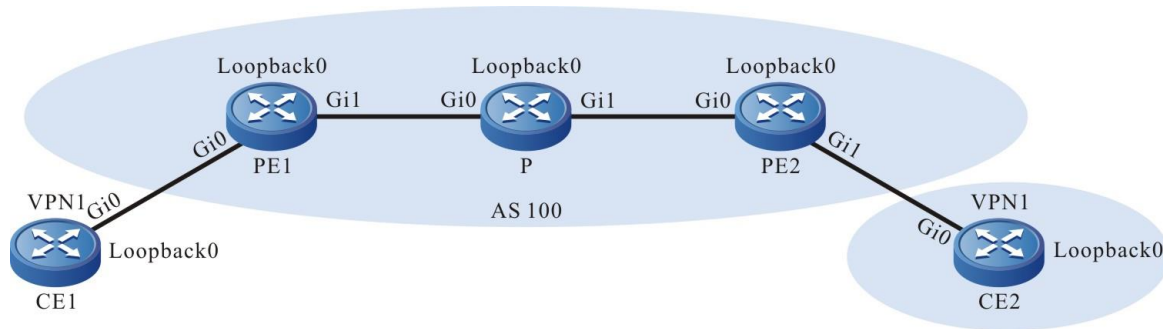 Loopback0 Loopback0 Loopback0
Gi1 Gi0 Gi1 Gi0
Gi0 Gi1
PE1 P PE2
VPN1 Gi0 AS 100 Gi0 VPN1
Loopback0 Loopback0
CE1 CE2